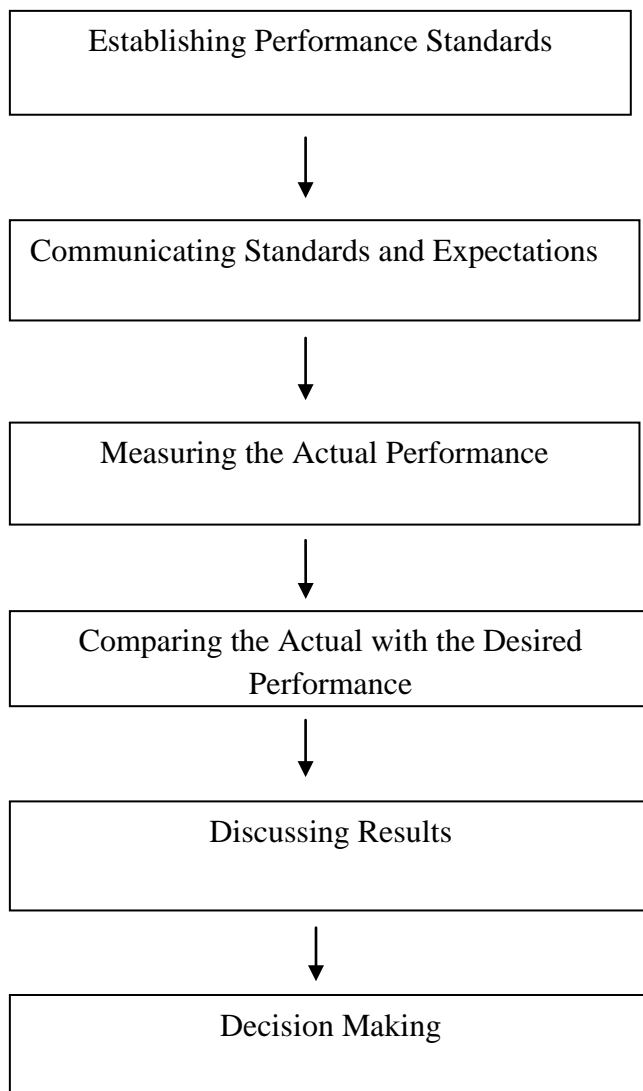 Establishing Performance Standards
Communicating Standards and Expectations
Measuring the Actual Performance
Comparing the Actual with the Desired
Performance
Discussing Results
Decision Making